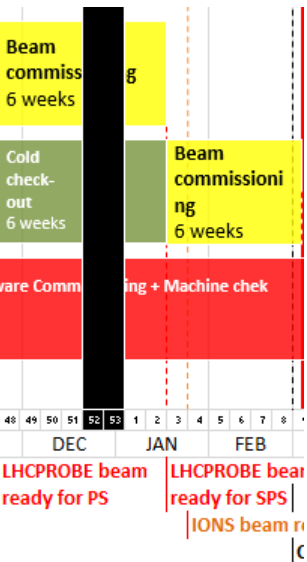 Beam
commiss g
6 weeks
Cold
check-
out
6 weeks
Beam
commissioni
ng
6 weeks
ware Comm ing + Machine chek
48 49 50 51 52 53 1 2 3 4 5 6 7 8
DEC JAN FEB
LHCPROBE beam
ready for PS
LHCPROBE bear
ready for SPS
IONS beam r